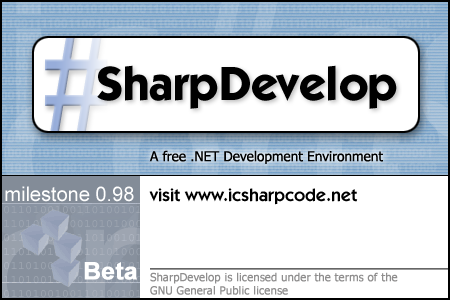 #SharpDevelop
A free .NET Development Environment
milestone 0.98
visit www.icsharpcode.net
Beta
SharpDevelop is licensed under the terms of the
GNU General Public license